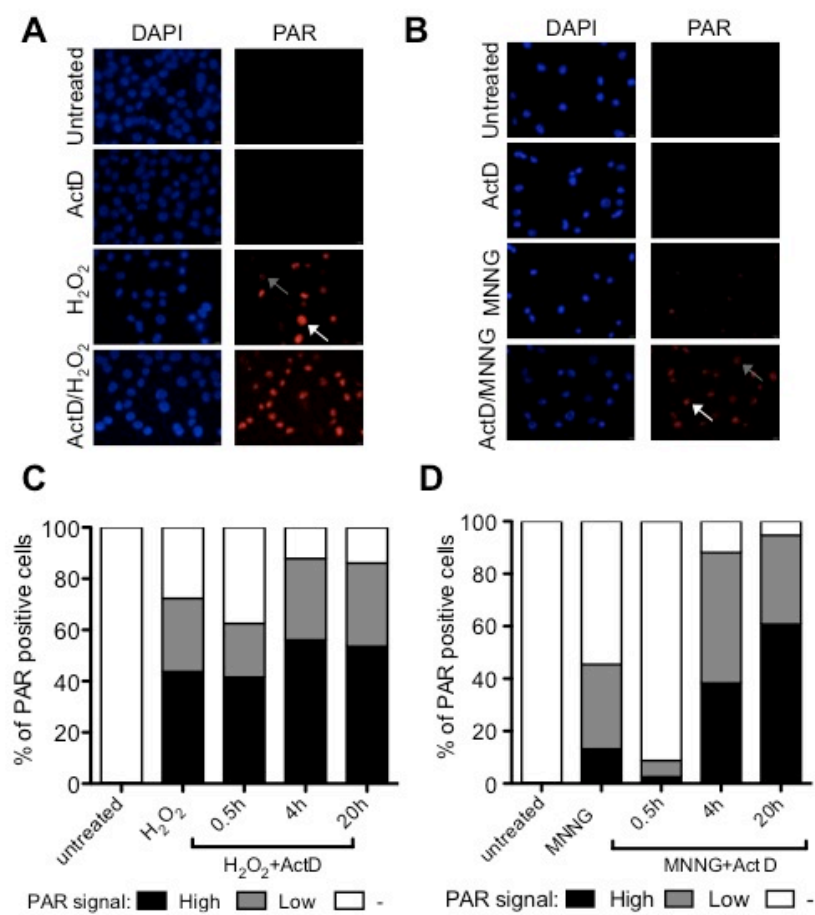 A
DAPI PAR
Untreated
ActD
H₂O₂
ActD/H₂O₂
B
DAPI PAR
Untreated
ActD
MNNG
ActD/MNNG
C
% of PAR positive cells
100
80
60
40
20
0
untreated H₂O₂ 0.5h 4h 20h
H₂O₂+ActD
PAR signal: High Low -
D
% of PAR positive cells
100
80
60
40
20
0
untreated MNNG 0.5h 4h 20h
MNNG+Act D
PAR signal: High Low -